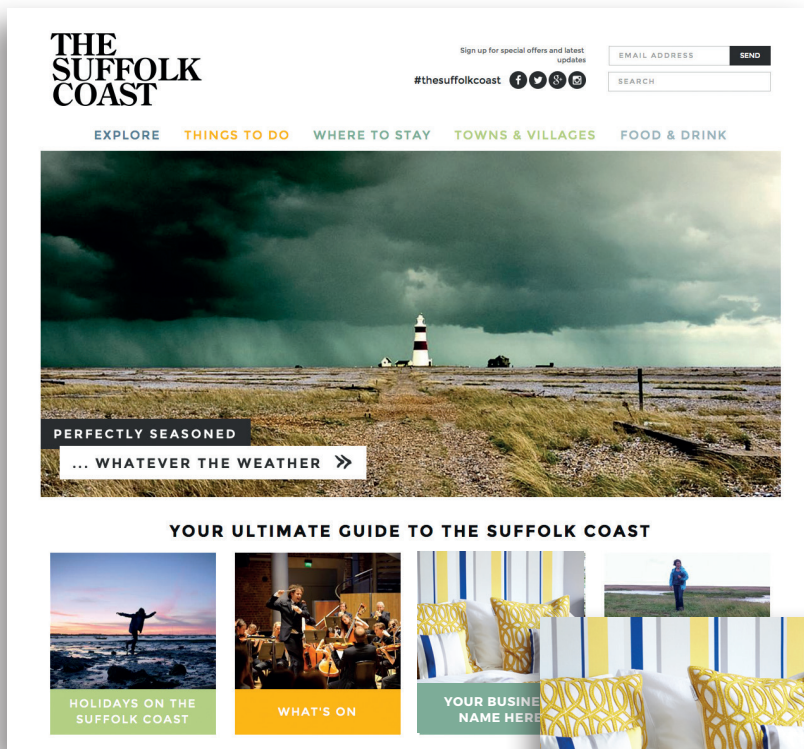 THE
SUFFOLK
COAST
Sign up for special offers and latest
updates
EMAIL ADDRESS
SEND
#thesuffolkcoast
SEARCH
EXPLORE THINGS TO DO WHERE TO STAY TOWNS & VILLAGES FOOD & DRINK
PERFECTLY SEASONED
... WHATEVER THE WEATHER »
YOUR ULTIMATE GUIDE TO THE SUFFOLK COAST
HOLIDAYS ON THE
SUFFOLK COAST
WHAT'S ON
YOUR
NAME HERE